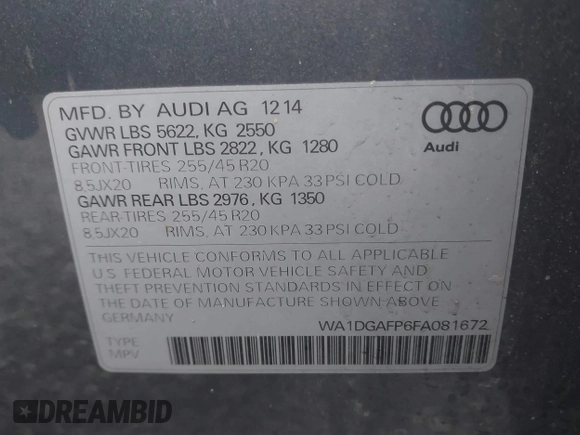 MFD. BY AUDI AG 12 14
GVWR LBS 5622, KG 2550
GAWR FRONT LBS 2822, KG 1280
FRONT-TIRES 255/45 R20
8.5JX20 RIMS, AT 230 KPA 33 PSI COLD
GAWR REAR LBS 2976, KG 1350
REAR-TIRES 255/45 R20
8.5JX20 RIMS, AT 230 KPA 33 PSI COLD
THIS VEHICLE CONFORMS TO ALL APPLICABLE
U.S. FEDERAL MOTOR VEHICLE SAFETY AND
THEFT PREVENTION STANDARDS IN EFFECT ON
THE DATE OF MANUFACTURE SHOWN ABOVE
GERMANY
Audi
WA1DGAFP6FA081672
TYPE
MPV
DREAMBID